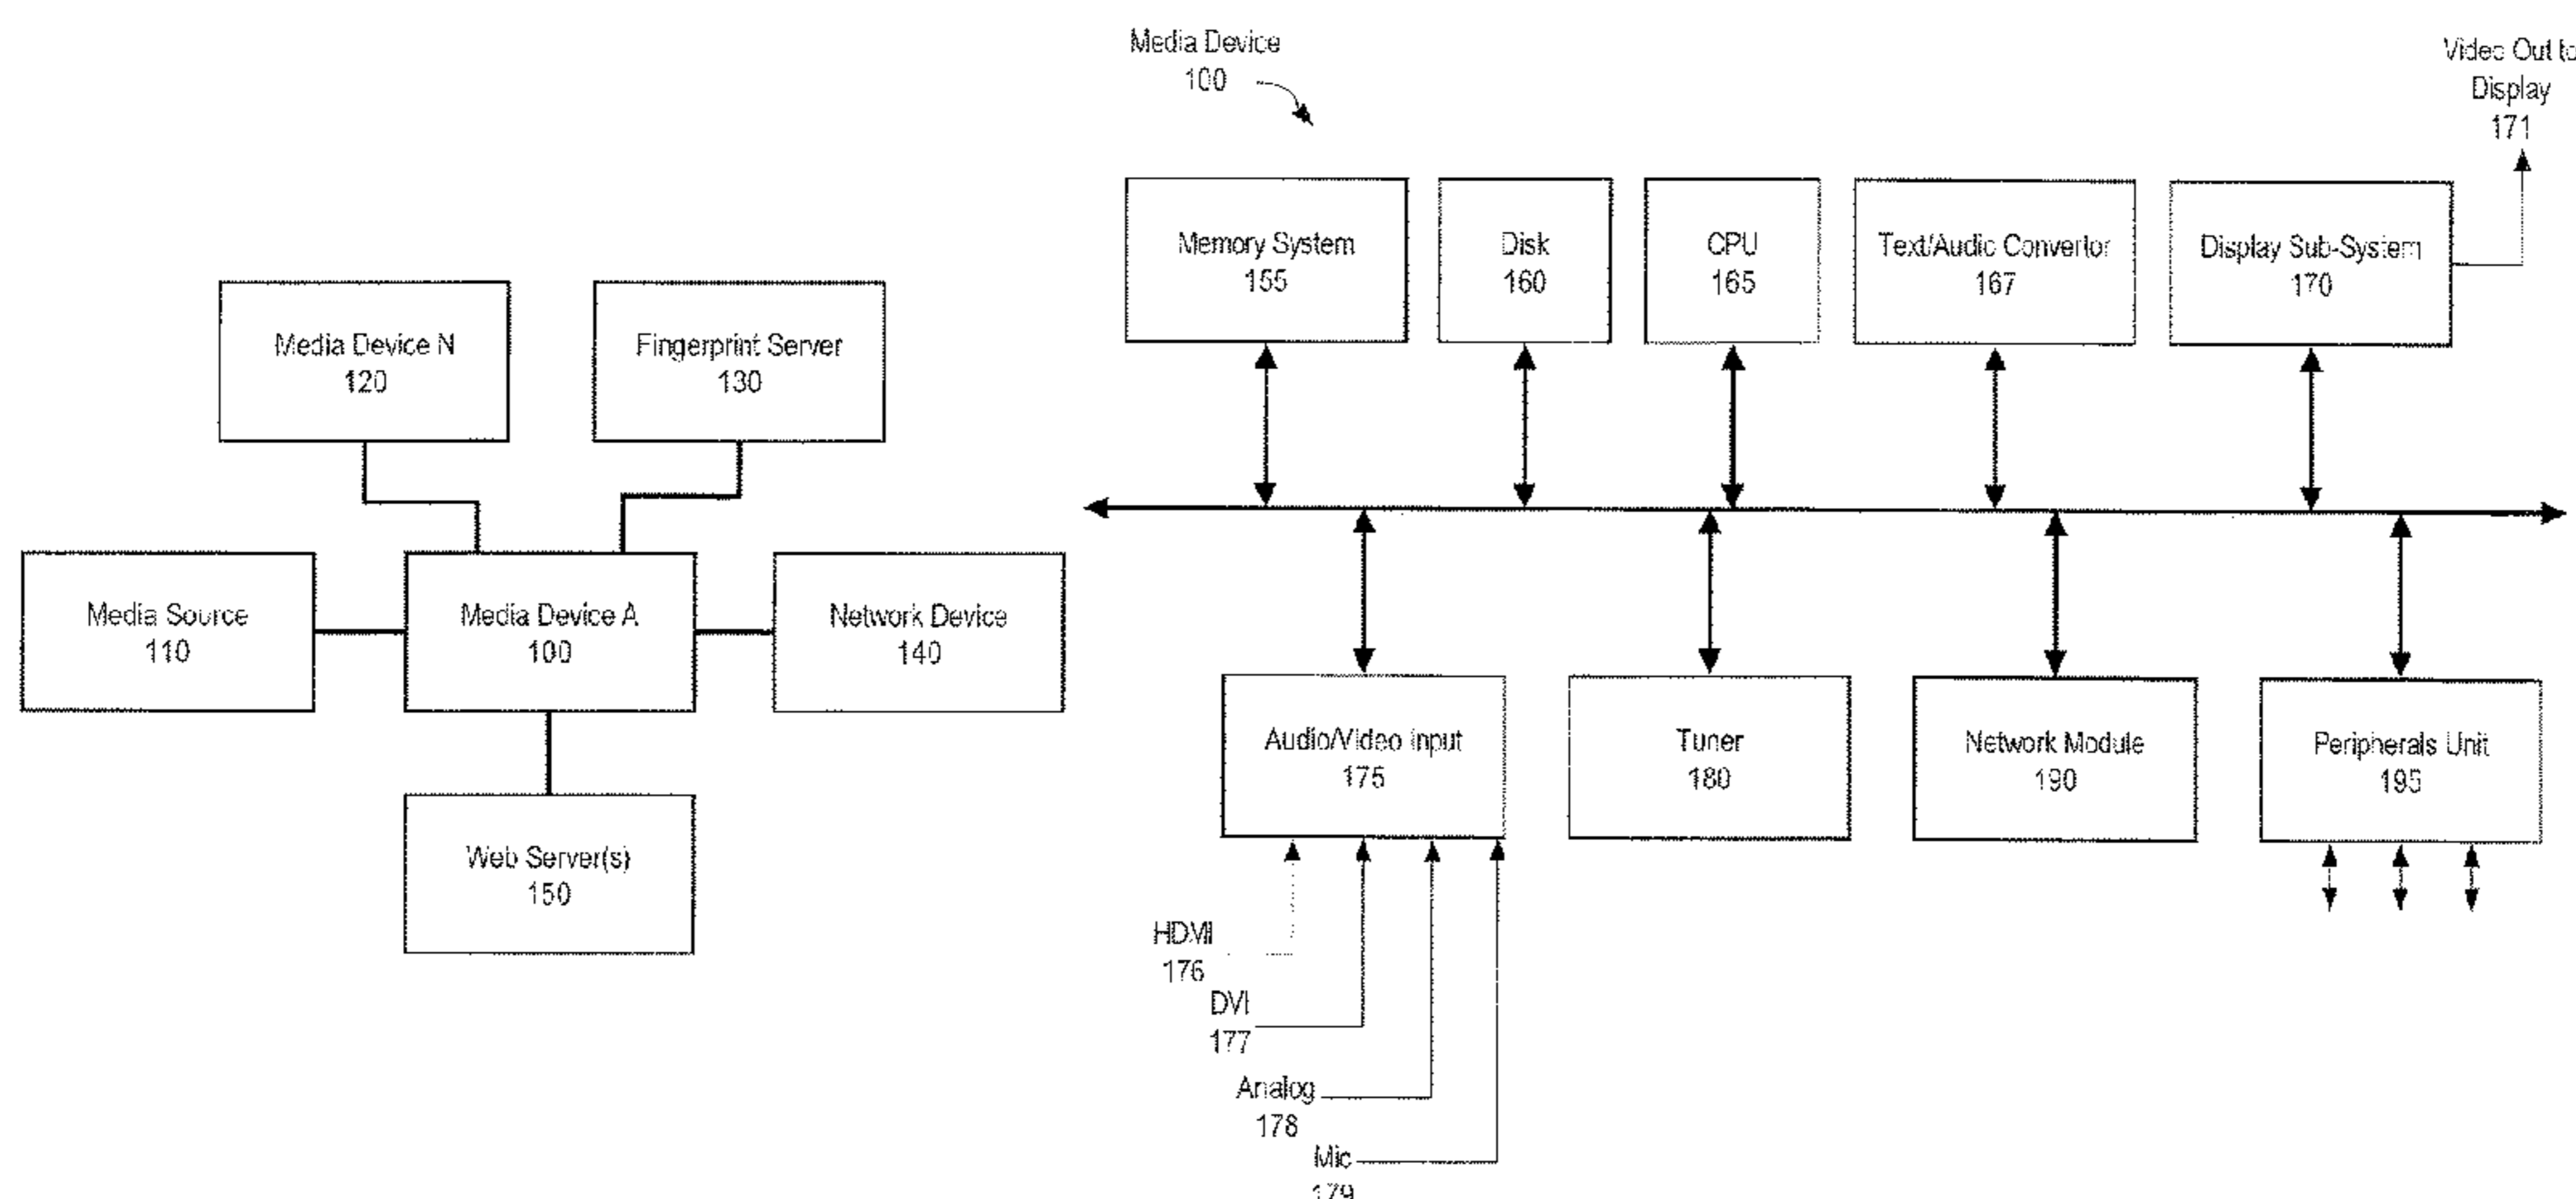 Media Device N
120
Fingerprint Server
130
Media Source
110
Media Device A
100
Network Device
140
Web Server(s)
150
Media Device
100
Video Out to
Display
171
Memory System
155
Disk
160
CPU
165
Text/Audio Convertor
167
Display Sub-System
170
Audio/Video Input
175
Tuner
180
Network Module
190
Peripherals Unit
195
HDMI
176
DVI
177
Analog
178
Mic
179